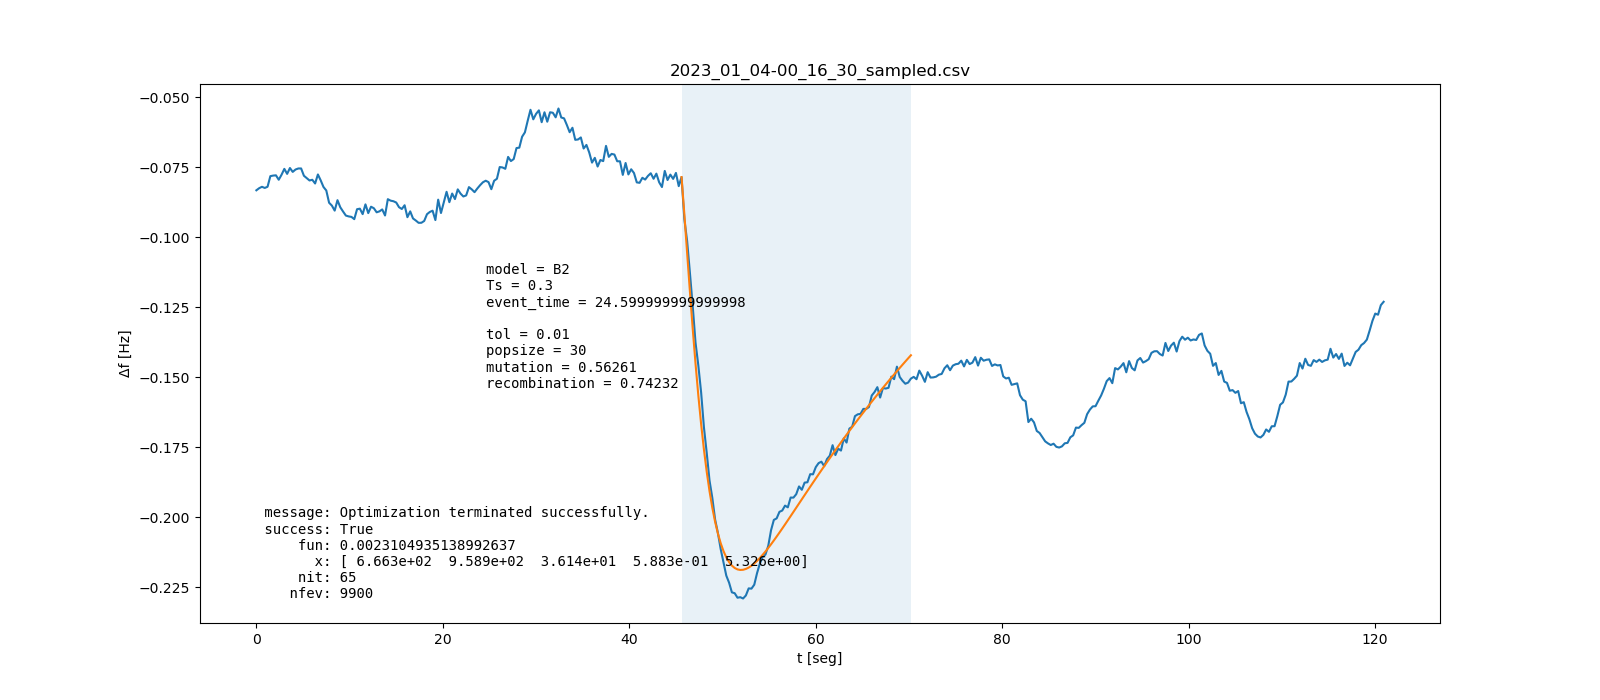 2023_01_04-00_16_30_sampled.csv
−0.050
−0.075
−0.100
−0.125
−0.150
−0.175
−0.200
−0.225
Δf [Hz]
model = B2
Ts = 0.3
event_time = 24.599999999999998
tol = 0.01
popsize = 30
mutation = 0.56261
recombination = 0.74232
message: Optimization terminated successfully.
success: True
fun: 0.0023104935138992637
x: [ 6.663e+02  9.589e+02  3.614e+01  5.883e-01  5.326e+00]
nit: 65
nfev: 9900
0 20 40 60 80 100 120
t [seg]